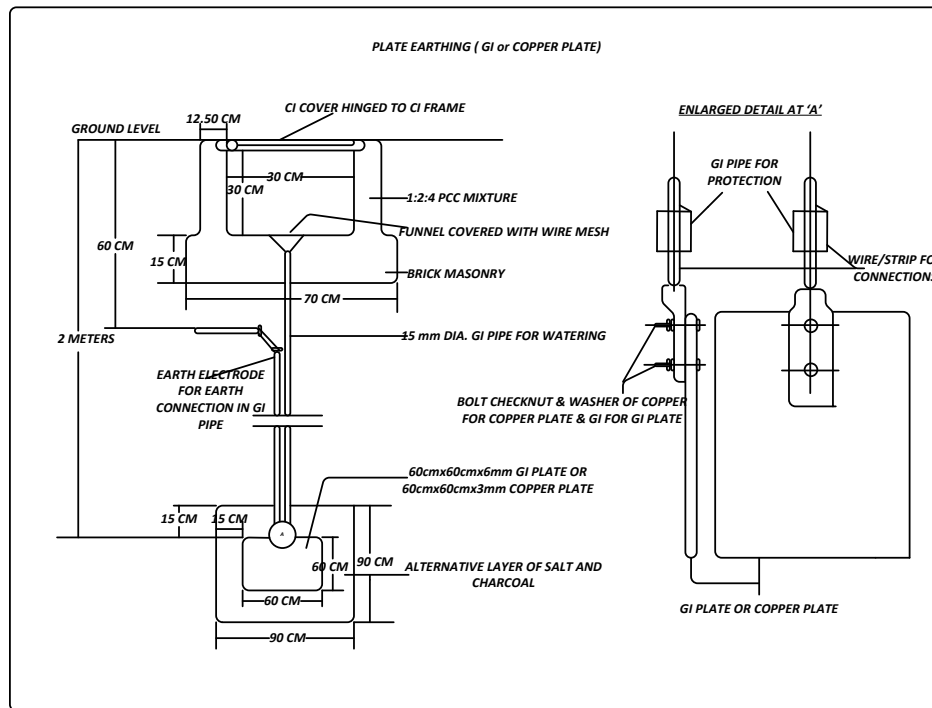 PLATE EARTHING ( GI or COPPER PLATE)
CI COVER HINGED TO CI FRAME
12.50 CM
GROUND LEVEL
30 CM
30 CM
1:2:4 PCC MIXTURE
FUNNEL COVERED WITH WIRE MESH
60 CM
15 CM
BRICK MASONRY
70 CM
2 METERS
15 mm DIA. GI PIPE FOR WATERING
EARTH ELECTRODE
FOR EARTH
CONNECTION IN GI
PIPE
60cmx60cmx6mm GI PLATE OR
60cmx60cmx3mm COPPER PLATE
15 CM
15 CM
A
60 CM
90 CM
ALTERNATIVE LAYER OF SALT AND
CHARCOAL
60 CM
90 CM
ENLARGED DETAIL AT ‘A’
GI PIPE FOR
PROTECTION
WIRE/STRIP FO
CONNECTIONS
BOLT CHECKNUT & WASHER OF COPPER
FOR COPPER PLATE & GI FOR GI PLATE
GI PLATE OR COPPER PLATE